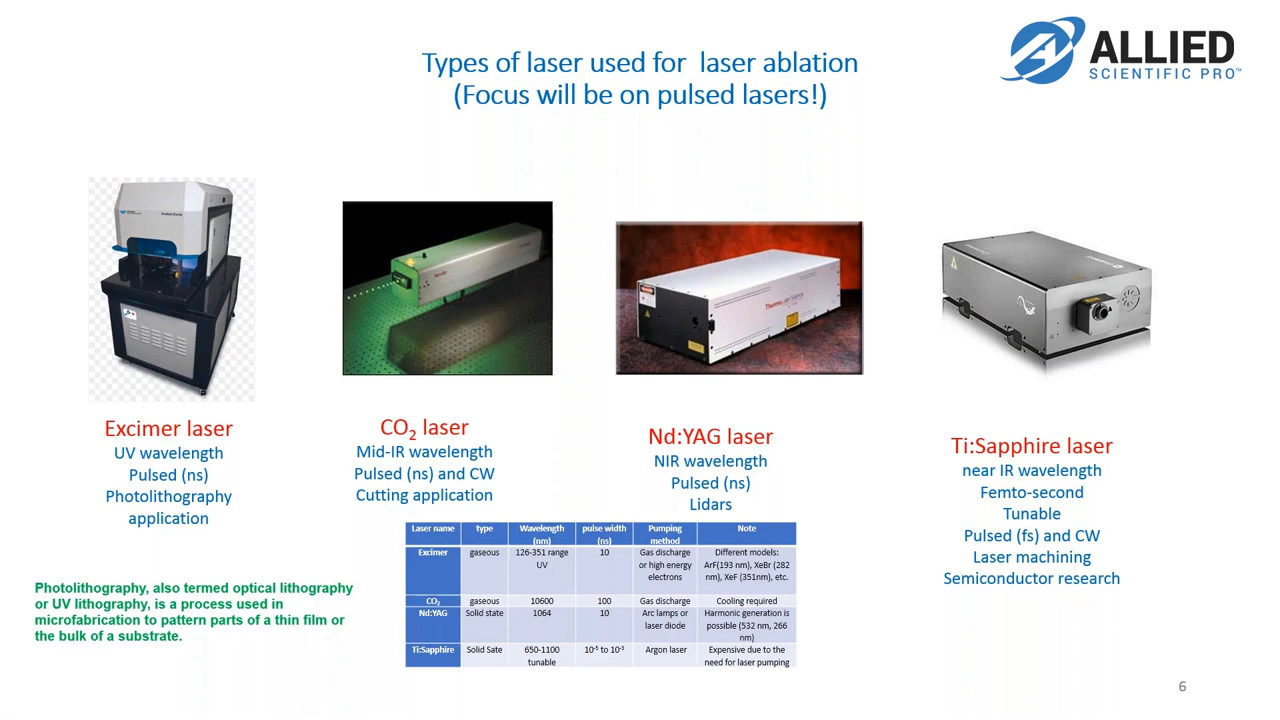 Types of laser used for laser ablation
(Focus will be on pulsed lasers!)
ALLIED
SCIENTIFIC PRO™
Excimer laser
UV wavelength
Pulsed (ns)
Photolithography
application
CO₂ laser
Mid-IR wavelength
Pulsed (ns) and CW
Cutting application
Nd:YAG laser
NIR wavelength
Pulsed (ns)
Lidars
Ti:Sapphire laser
near IR wavelength
Femto-second
Tunable
Pulsed (fs) and CW
Laser machining
Semiconductor research
Photolithography, also termed optical lithography
or UV lithography, is a process used in
microfabrication to pattern parts of a thin film or
the bulk of a substrate.
Laser name type Wavelength pulse width Pumping Note
(nm) (ns) method
Excimer gaseous 126-351 range 10 Gas discharge Different models:
UV or high energy ArF(193 nm), XeBr (282
electrons nm), XeF (351nm), etc.
CO₂ gaseous 10600 100 Gas discharge Cooling required
Nd:YAG Solid state 1064 10 Arc lamps or Harmonic generation is
laser diode possible (532 nm, 266
nm)
Ti:Sapphire Solid Sate 650-1100 10⁻⁵ to 10⁻³ Argon laser Expensive due to the
tunable need for laser pumping
6